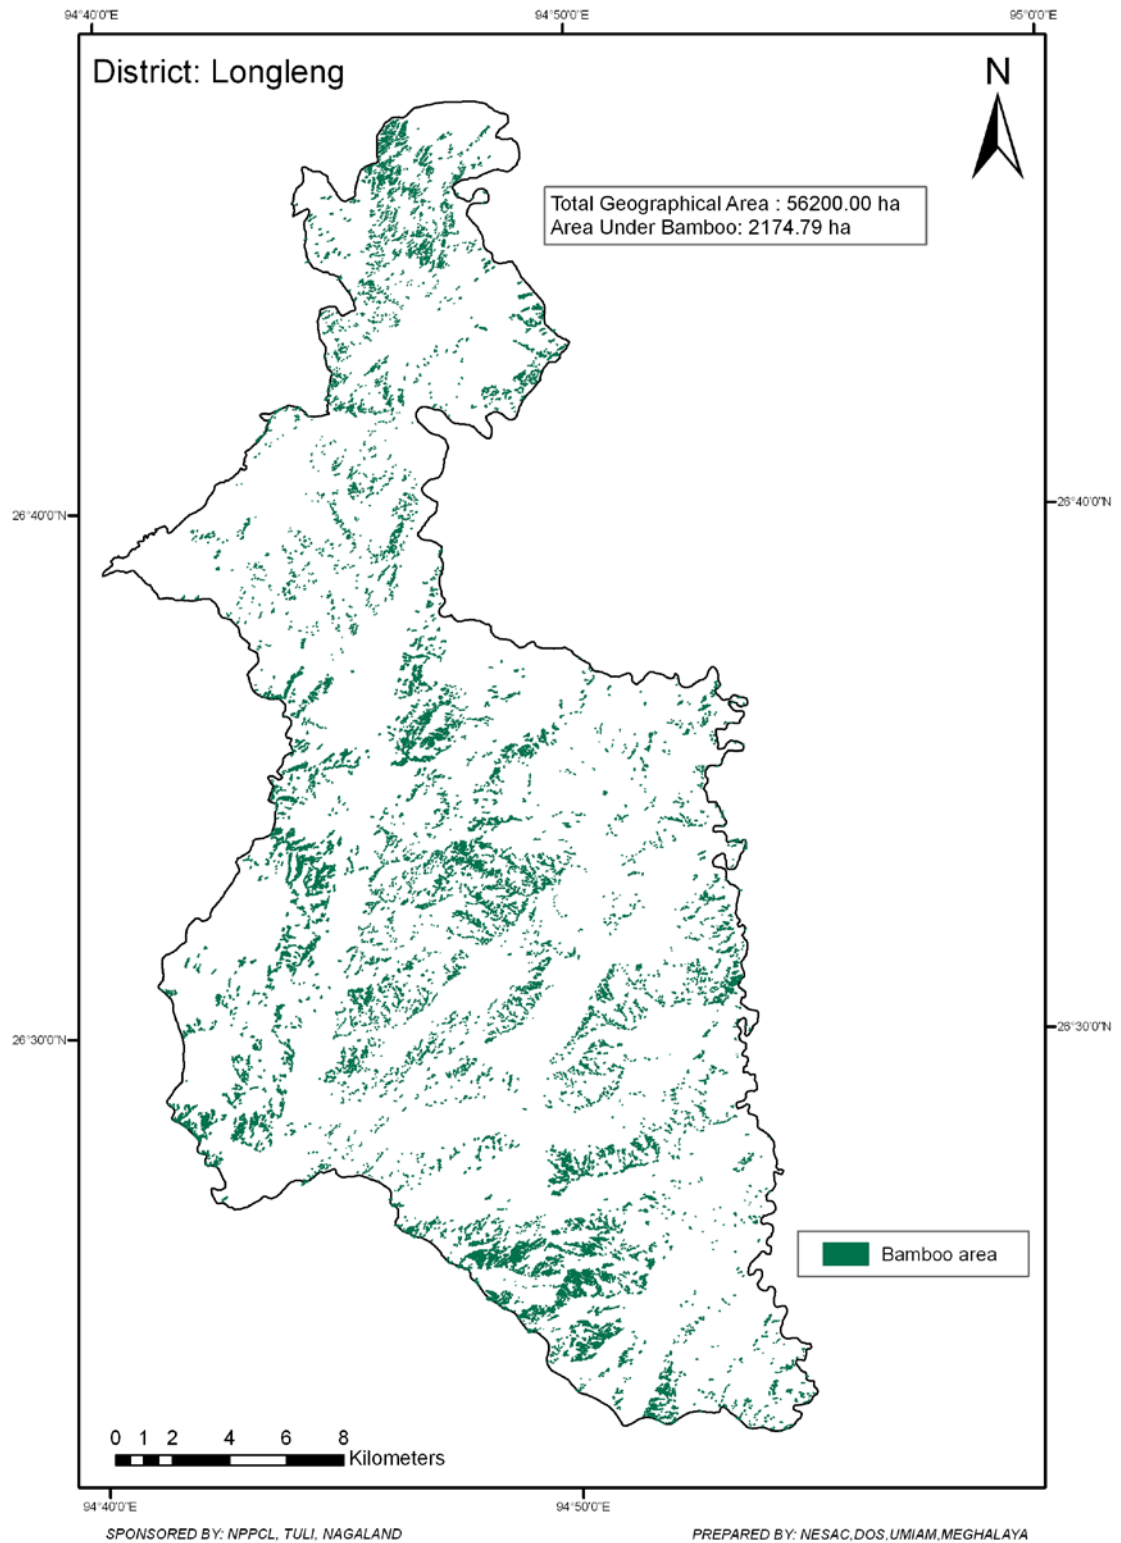 94°40'0"E 94°50'0"E 95°0'0"E
District: Longleng
N
Total Geographical Area : 56200.00 ha
Area Under Bamboo: 2174.79 ha
26°40'0"N 26°40'0"N
26°30'0"N 26°30'0"N
Bamboo area
0 1 2 4 6 8
Kilometers
94°40'0"E 94°50'0"E
SPONSORED BY: NPPCL, TULI, NAGALAND PREPARED BY: NESAC,DOS,UMIAM,MEGHALAYA